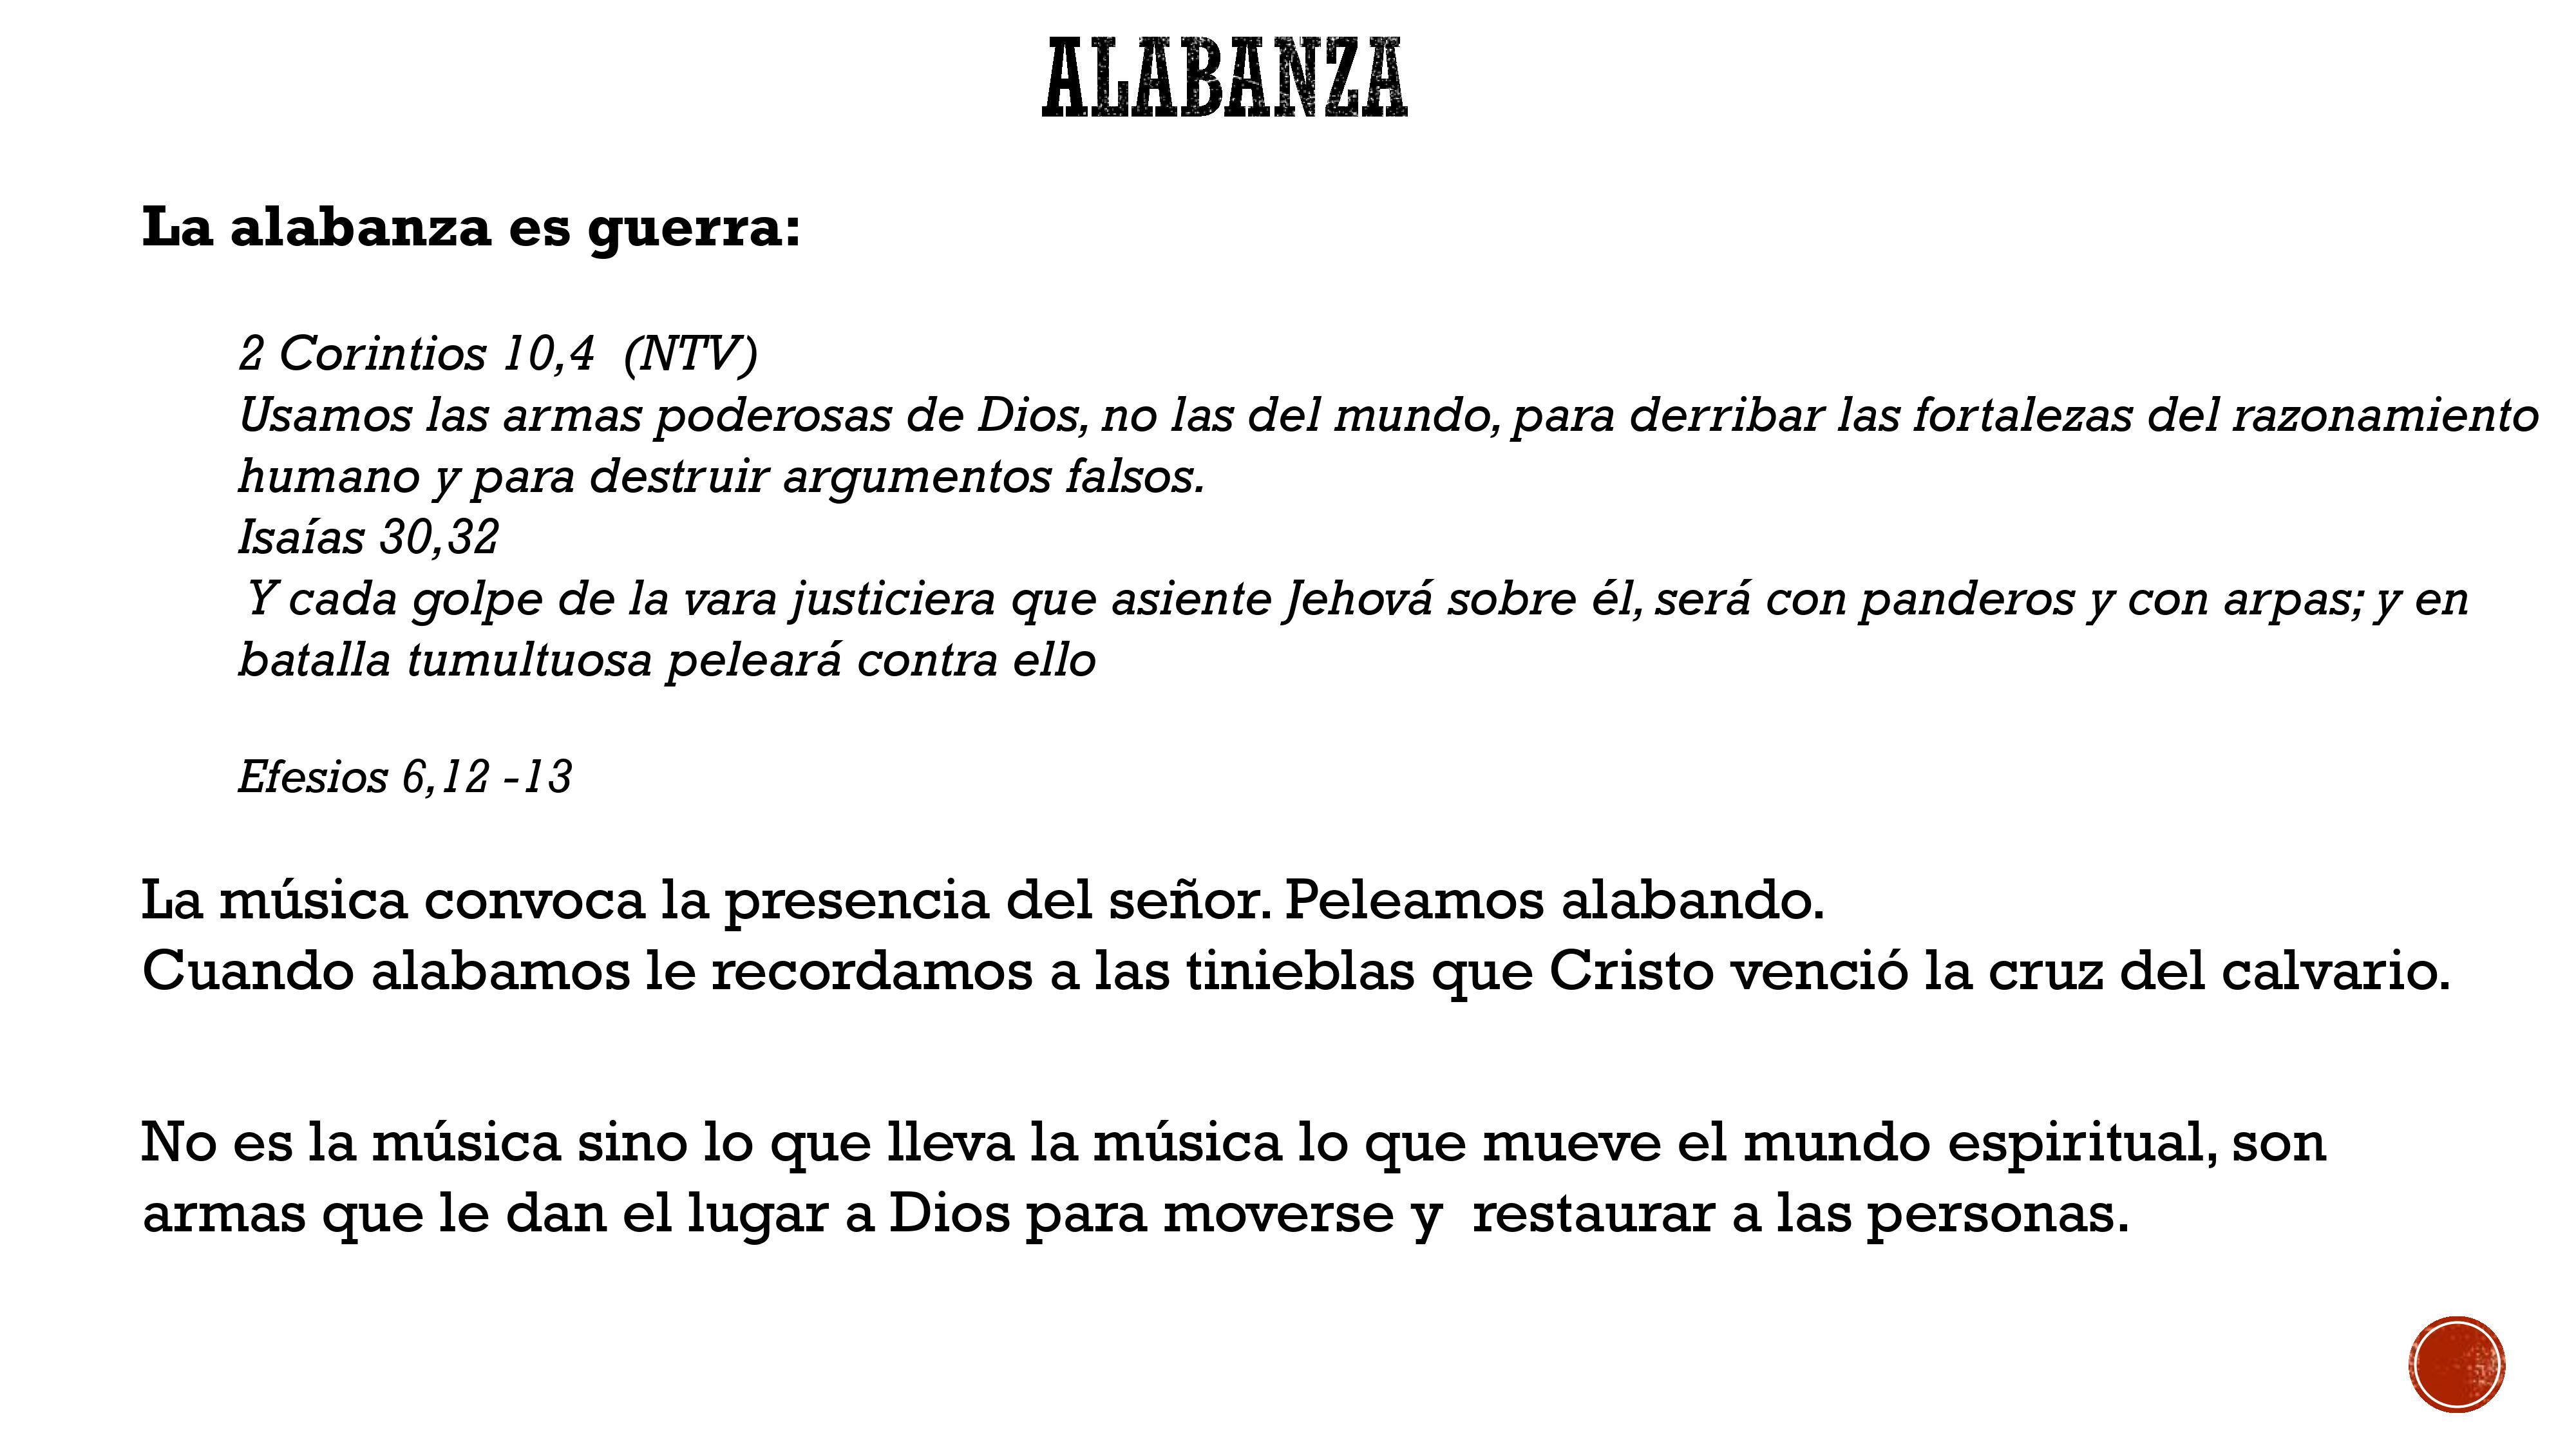 ALABANZA
La alabanza es guerra:
2 Corintios 10,4  (NTV)
Usamos las armas poderosas de Dios, no las del mundo, para derribar las fortalezas del razonamiento
humano y para destruir argumentos falsos.
Isaías 30,32
Y cada golpe de la vara justiciera que asiente Jehová sobre él, será con panderos y con arpas; y en
batalla tumultuosa peleará contra ello
Efesios 6,12 -13
La música convoca la presencia del señor. Peleamos alabando.
Cuando alabamos le recordamos a las tinieblas que Cristo venció la cruz del calvario.
No es la música sino lo que lleva la música lo que mueve el mundo espiritual, son
armas que le dan el lugar a Dios para moverse y  restaurar a las personas.